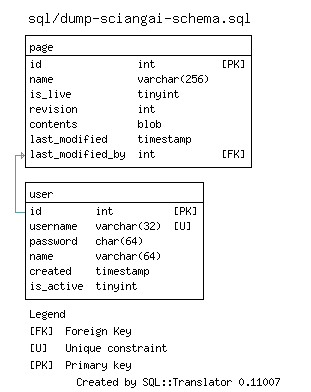 sql/dump-sciangai-schema.sql
page
id int [PK]
name varchar(256)
is_live tinyint
revision int
contents blob
last_modified timestamp
last_modified_by int [FK]
user
id int [PK]
username varchar(32) [U]
password char(64)
name varchar(64)
created timestamp
is_active tinyint
Legend
[FK] Foreign Key
[U] Unique constraint
[PK] Primary key
Created by SQL::Translator 0.11007